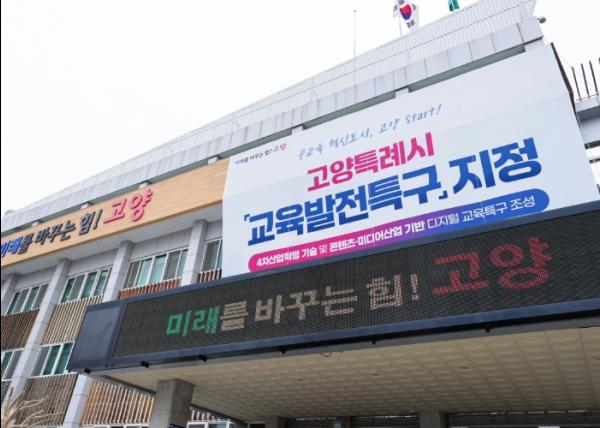 미래를 바꾸는 힘! 고양
공교육 혁신도시, 고양 Start!
고양특례시
「교육발전특구」 지정
4차산업혁명 기술 및 콘텐츠·미디어산업 기반 디지털 교육특구 조성
미래를 바꾸는 힘! 고양
미래를 바꾸는 힘! 고양